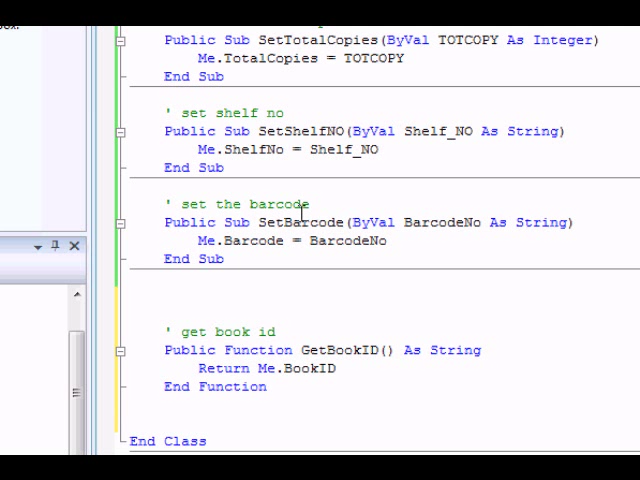 Public Sub SetTotalCopies(ByVal TOTCOPY As Integer)
Me.TotalCopies = TOTCOPY
End Sub
' set shelf no
Public Sub SetShelfNO(ByVal Shelf_NO As String)
Me.ShelfNo = Shelf_NO
End Sub
' set the barcode
Public Sub SetBarcode(ByVal BarcodeNo As String)
Me.Barcode = BarcodeNo
End Sub
' get book id
Public Function GetBookID() As String
Return Me.BookID
End Function
End Class